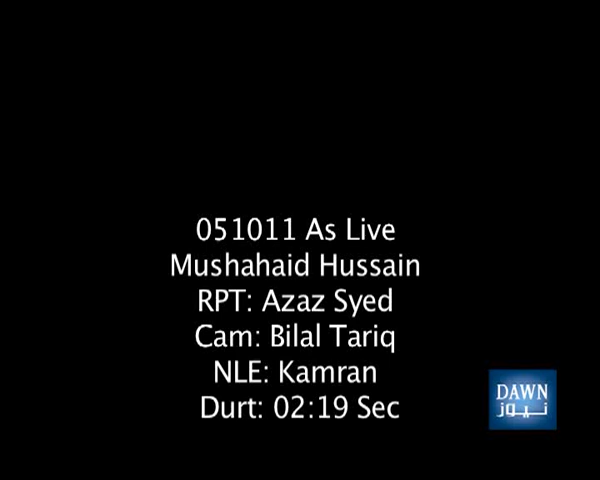 051011 As Live
Mushahaid Hussain
RPT: Azaz Syed
Cam: Bilal Tariq
NLE: Kamran
Durt: 02:19 Sec
DAWN
نیوز